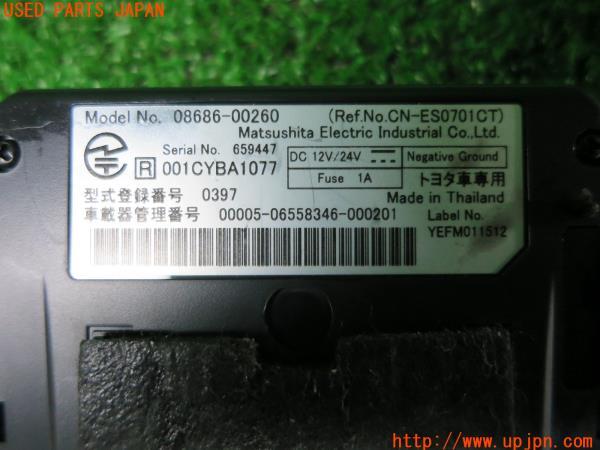 USED PARTS JAPAN
Model No. 08686-00260 (Ref.No.CN-ES0701CT)
Matsushita Electric Industrial Co.,Ltd.
Serial No. 659447
DC 12V/24V Negative Ground
R 001CYBA1077
Fuse 1A トヨタ車専用
型式登録番号 0397 Made in Thailand
車載器管理番号 00005-06558346-000201 Label No.
YEFM011512
http://www.upjpn.com/